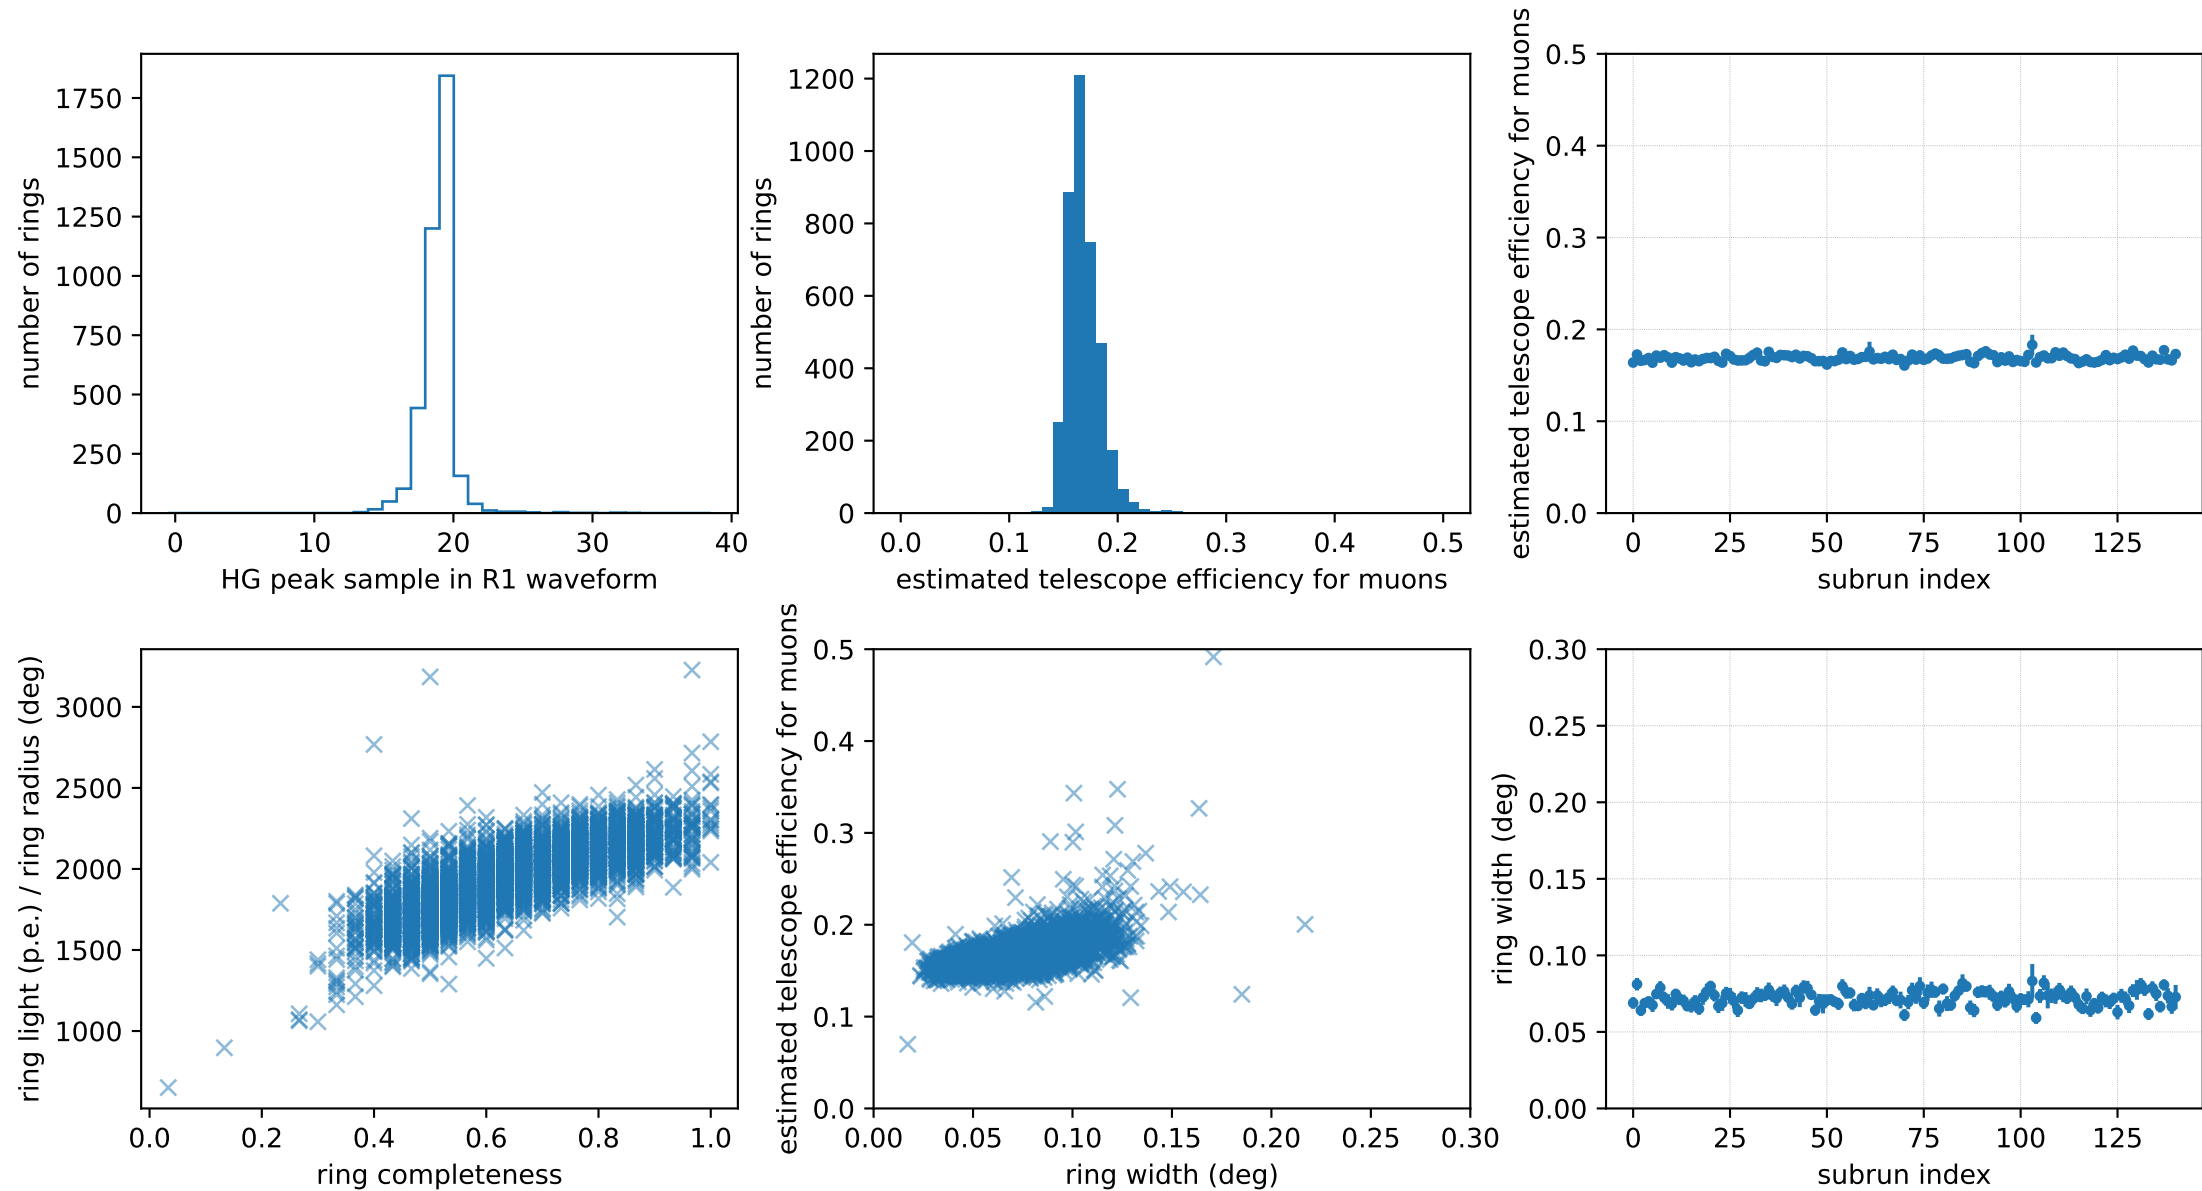 number of rings
1750
1500
1250
1000
750
500
250
0
0 10 20 30 40
HG peak sample in R1 waveform
number of rings
1200
1000
800
600
400
200
0
0.0 0.1 0.2 0.3 0.4 0.5
estimated telescope efficiency for muons
estimated telescope efficiency for muons
0.5
0.4
0.3
0.2
0.1
0.0
0 25 50 75 100 125
subrun index
ring light (p.e.) / ring radius (deg)
3000
2500
2000
1500
1000
0.0 0.2 0.4 0.6 0.8 1.0
ring completeness
estimated telescope efficiency for muons
0.5
0.4
0.3
0.2
0.1
0.0
0.00 0.05 0.10 0.15 0.20 0.25 0.30
ring width (deg)
ring width (deg)
0.30
0.25
0.20
0.15
0.10
0.05
0.00
0 25 50 75 100 125
subrun index